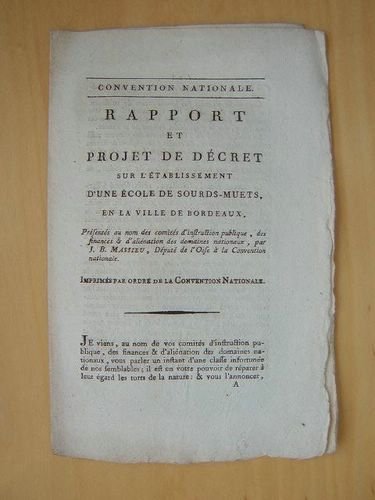 CONVENTION NATIONALE.
RAPPORT
ET
PROJET DE DÉCRET
SUR L'ÉTABLISSEMENT
D'UNE ÉCOLE DE SOURDS-MUETS,
EN LA VILLE DE BORDEAUX,
Présentés au nom des comités d'instruction publique, des
finances & d'aliénation des domaines nationaux, par
J. B. MASSIEU, Député de l'Oise à la Convention
nationale.
IMPRIMÉS PAR ORDRE DE LA CONVENTION NATIONALE.
JE viens, au nom de vos comités d'instruction pu-
blique, des finances & d'aliénation des domaines na-
tionaux, vous parler un instant d'une classe infortunée
de nos semblables; il est en votre pouvoir de réparer à
leur égard les torts de la nature: & vous l'annoncer,
A